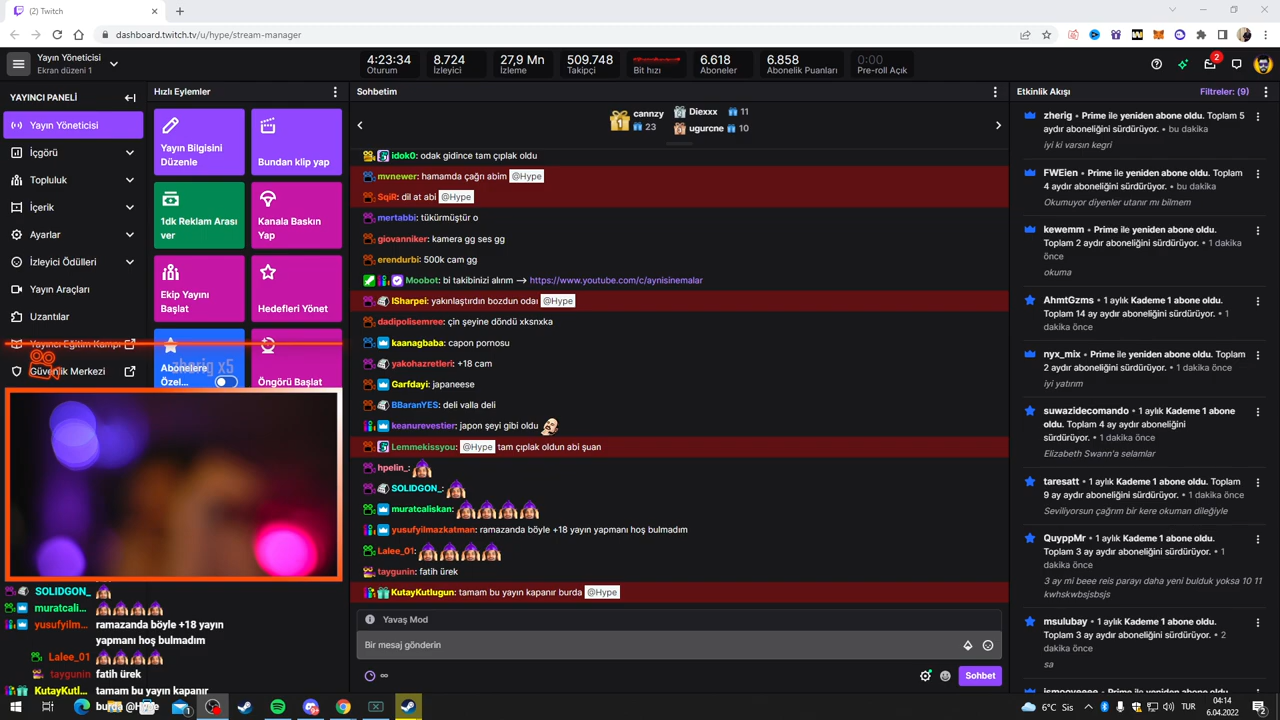 (2) Twitch
dashboard.twitch.tv/u/hype/stream-manager
Yayın Yöneticisi
Ekran düzeni 1
4:23:34
Oturum
8.724
İzleyici
27,9 Mn
İzleme
509.748
Takipçi
Bit hızı
6.618
Aboneler
6.858
Abonelik Puanları
0:00
Pre-roll Açık
2
YAYINCI PANELİ
Yayın Yöneticisi
İçgörü
Topluluk
İçerik
Ayarlar
İzleyici Ödülleri
Yayın Araçları
Uzantılar
Yayıncı Eğitim Kampı
Güvenlik Merkezi
Hızlı Eylemler
Yayın Bilgisini
Düzenle
Bundan klip yap
1dk Reklam Arası
ver
Kanala Baskın
Yap
Ekip Yayını
Başlat
Hedefleri Yönet
Abonelere
Özel...
Öngörü Başlat
zherig x5
SOLIDGON_
muratcali...
yusufyilm... ramazanda böyle +18 yayın
yapmanı hoş bulmadım
Lalee_01
taygunin fatih ürek
KutayKutl... tamam bu yayın kapanır
burda @Hype
Sohbetim
1
cannzy
23
Diexxx 11
ugurcne 10
idok0: odak gidince tam çıplak oldu
mvnewer: hamamda çağrı abim @Hype
SqiR: dil at abi @Hype
mertabbi: tükürmüştür o
giovanniker: kamera gg ses gg
erendurbi: 500k cam gg
Moobot: bi takibinizi alırım --> https://www.youtube.com/c/aynisinemalar
ISharpei: yakınlaştırdın bozdun odaı @Hype
dadipolisemree: çin şeyine döndü xksnxka
kaanagbaba: capon pornosu
yakohazretleri: +18 cam
Garfdayi: japaneese
BBaranYES: deli valla deli
keanurevestier: japon şeyi gibi oldu
Lemmekissyou: @Hype tam çıplak oldun abi şuan
hpelin_:
SOLIDGON_:
muratcaliskan:
yusufyilmazkatman: ramazanda böyle +18 yayın yapmanı hoş bulmadım
Lalee_01:
taygunin: fatih ürek
KutayKutlugun: tamam bu yayın kapanır burda @Hype
Yavaş Mod
Bir mesaj gönderin
Sohbet
Etkinlik Akışı
Filtreler: (9)
zherig • Prime ile yeniden abone oldu. Toplam 5
aydır aboneliğini sürdürüyor. • bu dakika
iyi ki varsın kegri
FWEien • Prime ile yeniden abone oldu. Toplam
4 aydır aboneliğini sürdürüyor. • bu dakika
Okumuyor diyenler utanır mı bilmem
kewemm • Prime ile yeniden abone oldu.
Toplam 2 aydır aboneliğini sürdürüyor. • 1 dakika
önce
okuma
AhmtGzms • 1 aylık Kademe 1 abone oldu.
Toplam 14 ay aydır aboneliğini sürdürüyor. • 1
dakika önce
nyx_mix • Prime ile yeniden abone oldu. Toplam
2 aydır aboneliğini sürdürüyor. • 1 dakika önce
iyi yatırım
suwazidecomando • 1 aylık Kademe 1 abone
oldu. Toplam 4 ay aydır aboneliğini
sürdürüyor. • 1 dakika önce
Elizabeth Swann'a selamlar
taresatt • 1 aylık Kademe 1 abone oldu. Toplam
9 ay aydır aboneliğini sürdürüyor. • 1 dakika önce
Seviliyorsun çağrım bir kere okuman dileğiyle
QuyppMr • 1 aylık Kademe 1 abone oldu.
Toplam 3 ay aydır aboneliğini sürdürüyor. • 1
dakika önce
3 ay mi beee reis parayı daha yeni bulduk yoksa 10 11
kwhskwbsjsbsjs
msulubay • 1 aylık Kademe 1 abone oldu.
Toplam 3 ay aydır aboneliğini sürdürüyor. • 2
dakika önce
sa
6°C Sis
TUR
04:14
6.04.2022